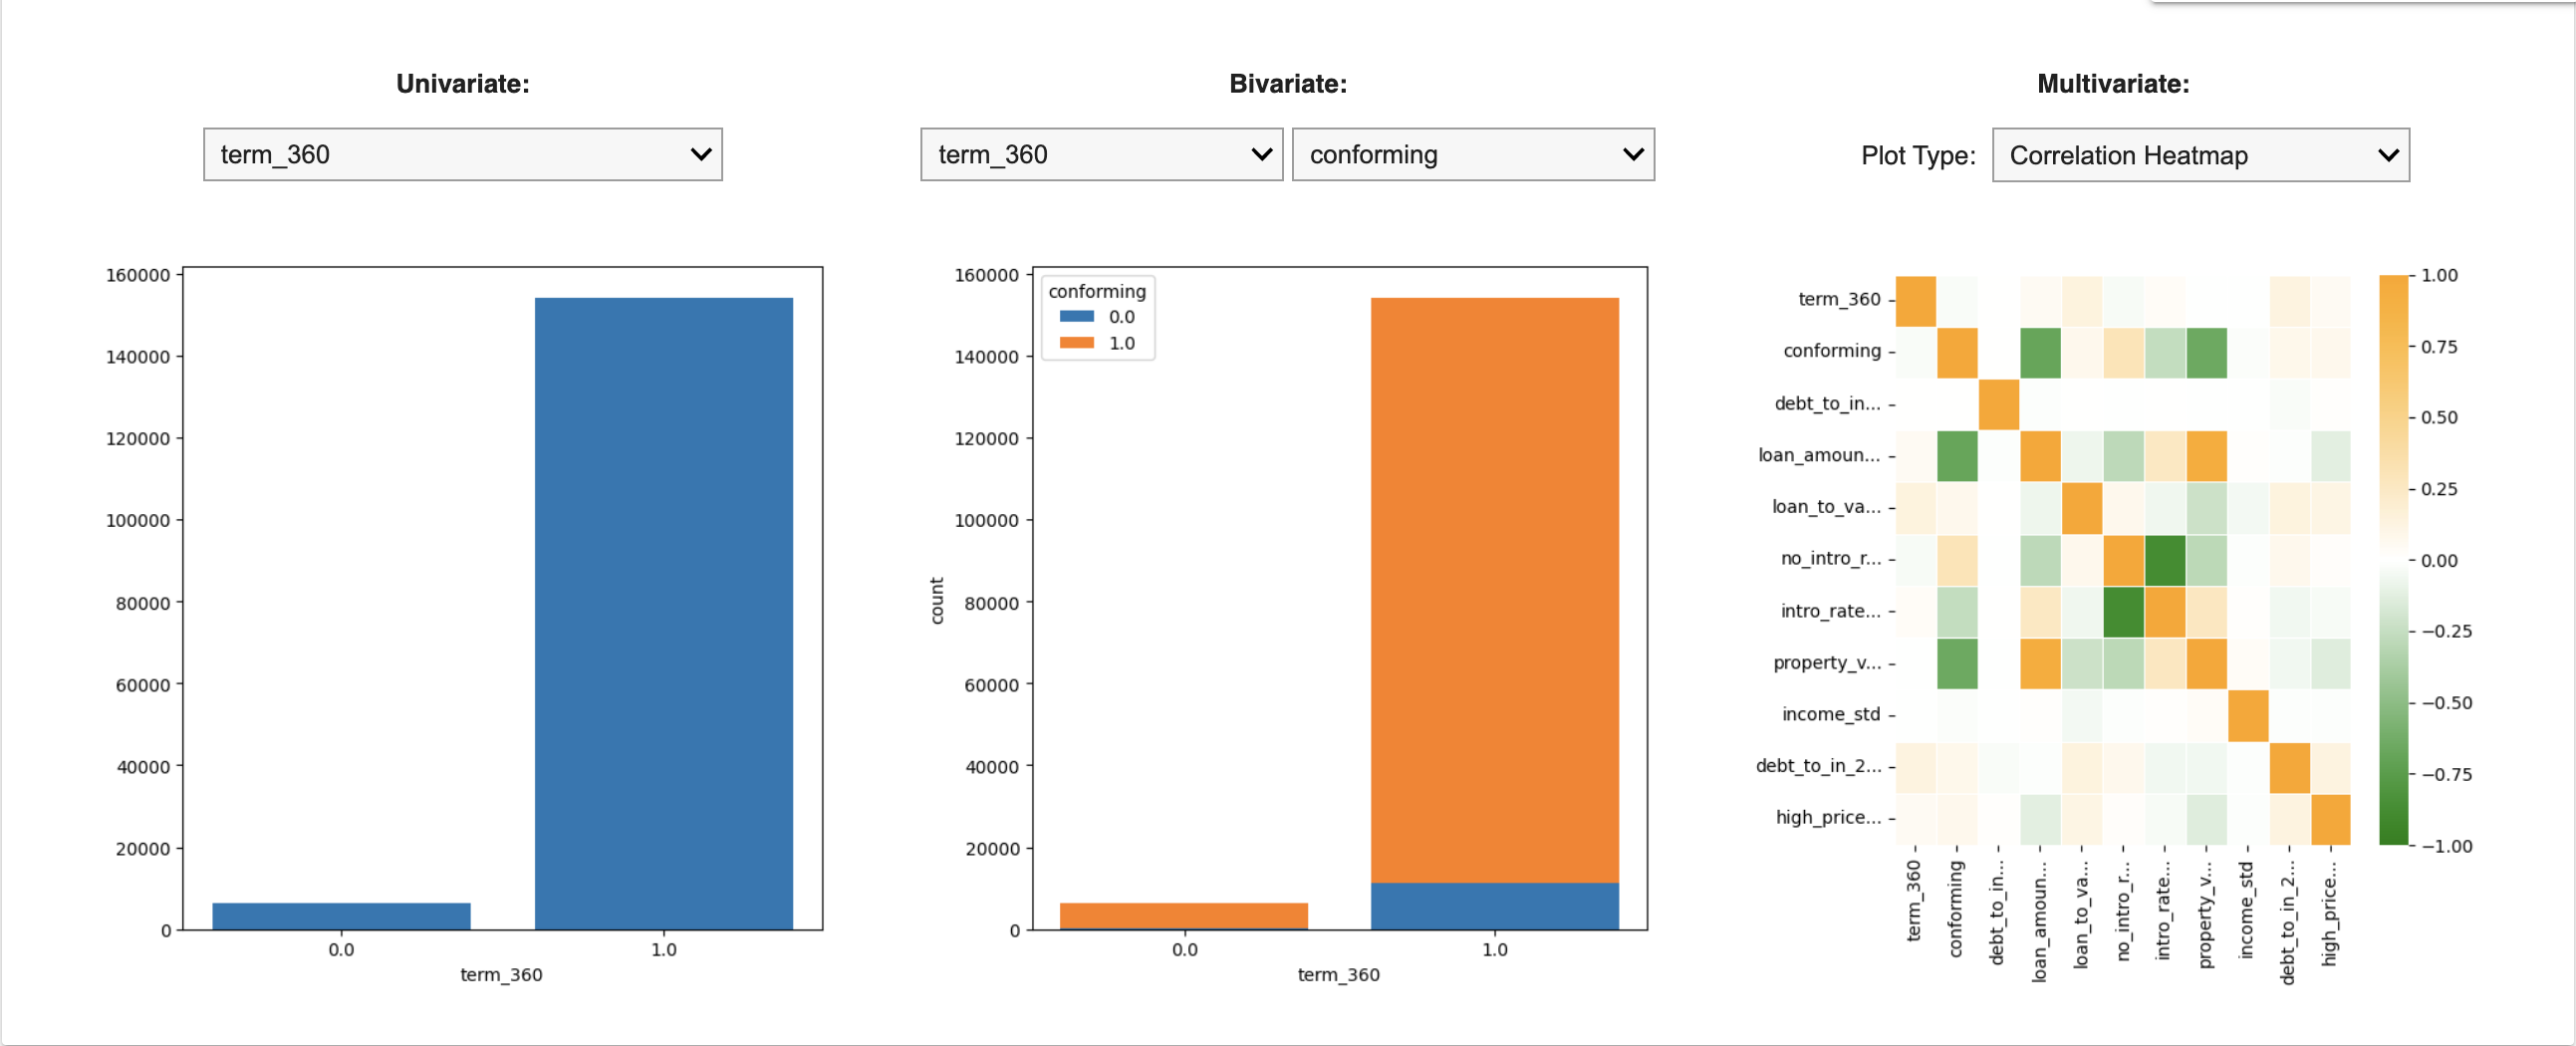 Univariate:
term_360
160000
140000
120000
100000
80000
60000
40000
20000
0
0.0 1.0
term_360
Bivariate:
term_360 conforming
conforming
0.0
1.0
160000
140000
120000
100000
80000
60000
40000
20000
0
count
0.0 1.0
term_360
Multivariate:
Plot Type: Correlation Heatmap
term_360
conforming
debt_to_in...
loan_amoun...
loan_to_va...
no_intro_r...
intro_rate...
property_v...
income_std
debt_to_in_2...
high_price...
term_360
conforming
debt_to_in...
loan_amoun...
loan_to_va...
no_intro_r...
intro_rate...
property_v...
income_std
debt_to_in_2...
high_price...
1.00
0.75
0.50
0.25
0.00
−0.25
−0.50
−0.75
−1.00